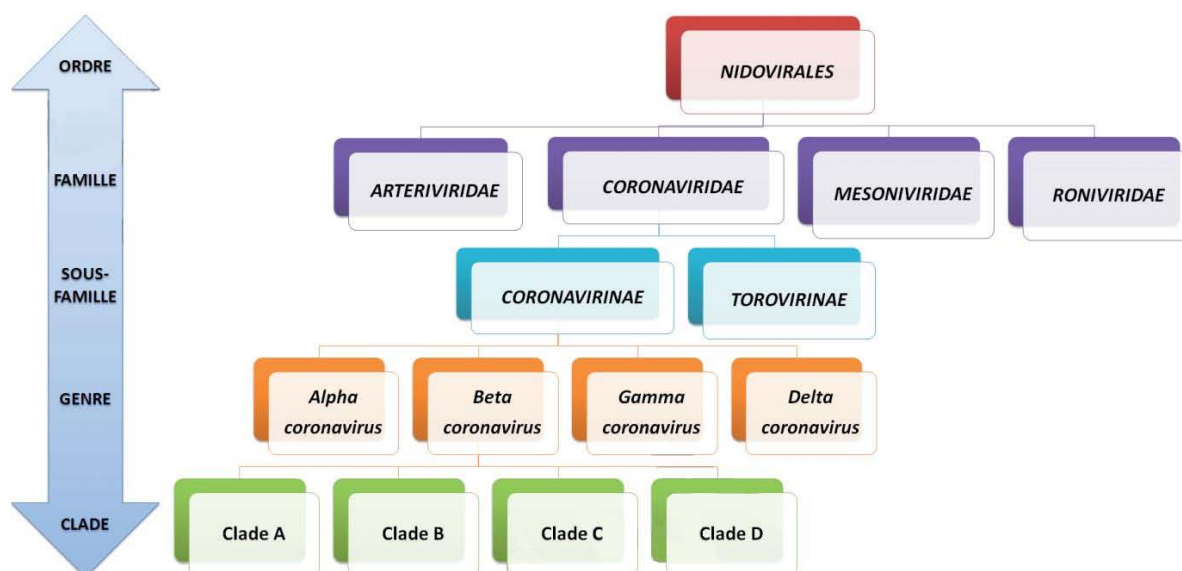 ORDRE
NIDOVIRALES
FAMILLE
ARTERIVIRIDAE
CORONAVIRIDAE
MESONIVIRIDAE
RONIVIRIDAE
SOUS-
FAMILLE
CORONAVIRINAE
TOROVIRINAE
GENRE
Alpha
coronavirus
Beta
coronavirus
Gamma
coronavirus
Delta
coronavirus
CLADE
Clade A
Clade B
Clade C
Clade D